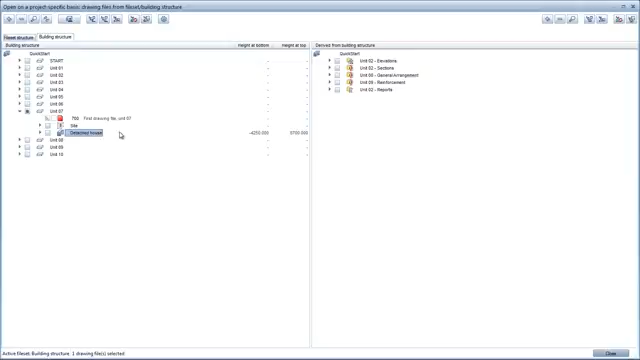 Open on a project-specific basis: drawing files from fileset/building structure
Fileset structure Building structure
Building structure Height at bottom Height at top Derived from building structure
QuickStart QuickStart
START - - Unit 02 - Elevations
Unit 01 - - Unit 02 - Sections
Unit 02 - - Unit 05 - General Arrangement
Unit 03 - - Unit 09 - Reinforcement
Unit 04 - - Unit 02 - Reports
Unit 05 - -
Unit 06 - -
Unit 07 - -
First drawing file, unit 07 - -
Site - -
Detached house -4250.000 5700.000
Unit 08 - -
Unit 09 - -
Unit 10 - -
Active fileset: Building structure 1 drawing file(s) selected Close